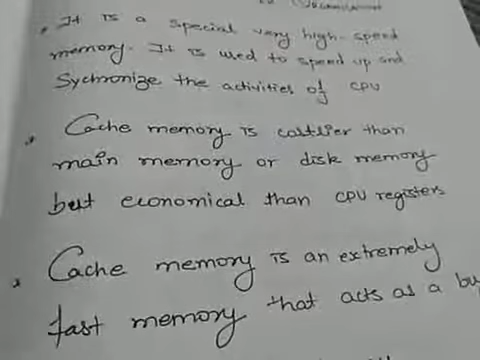 • It is a special very high-speed
memory. It is used to speed up and
Sychronize the activities of CPU
• Cache memory is costlier than
main memory or disk memory
but economical than CPU registers
• Cache memory is an extremely
fast memory that acts as a bu